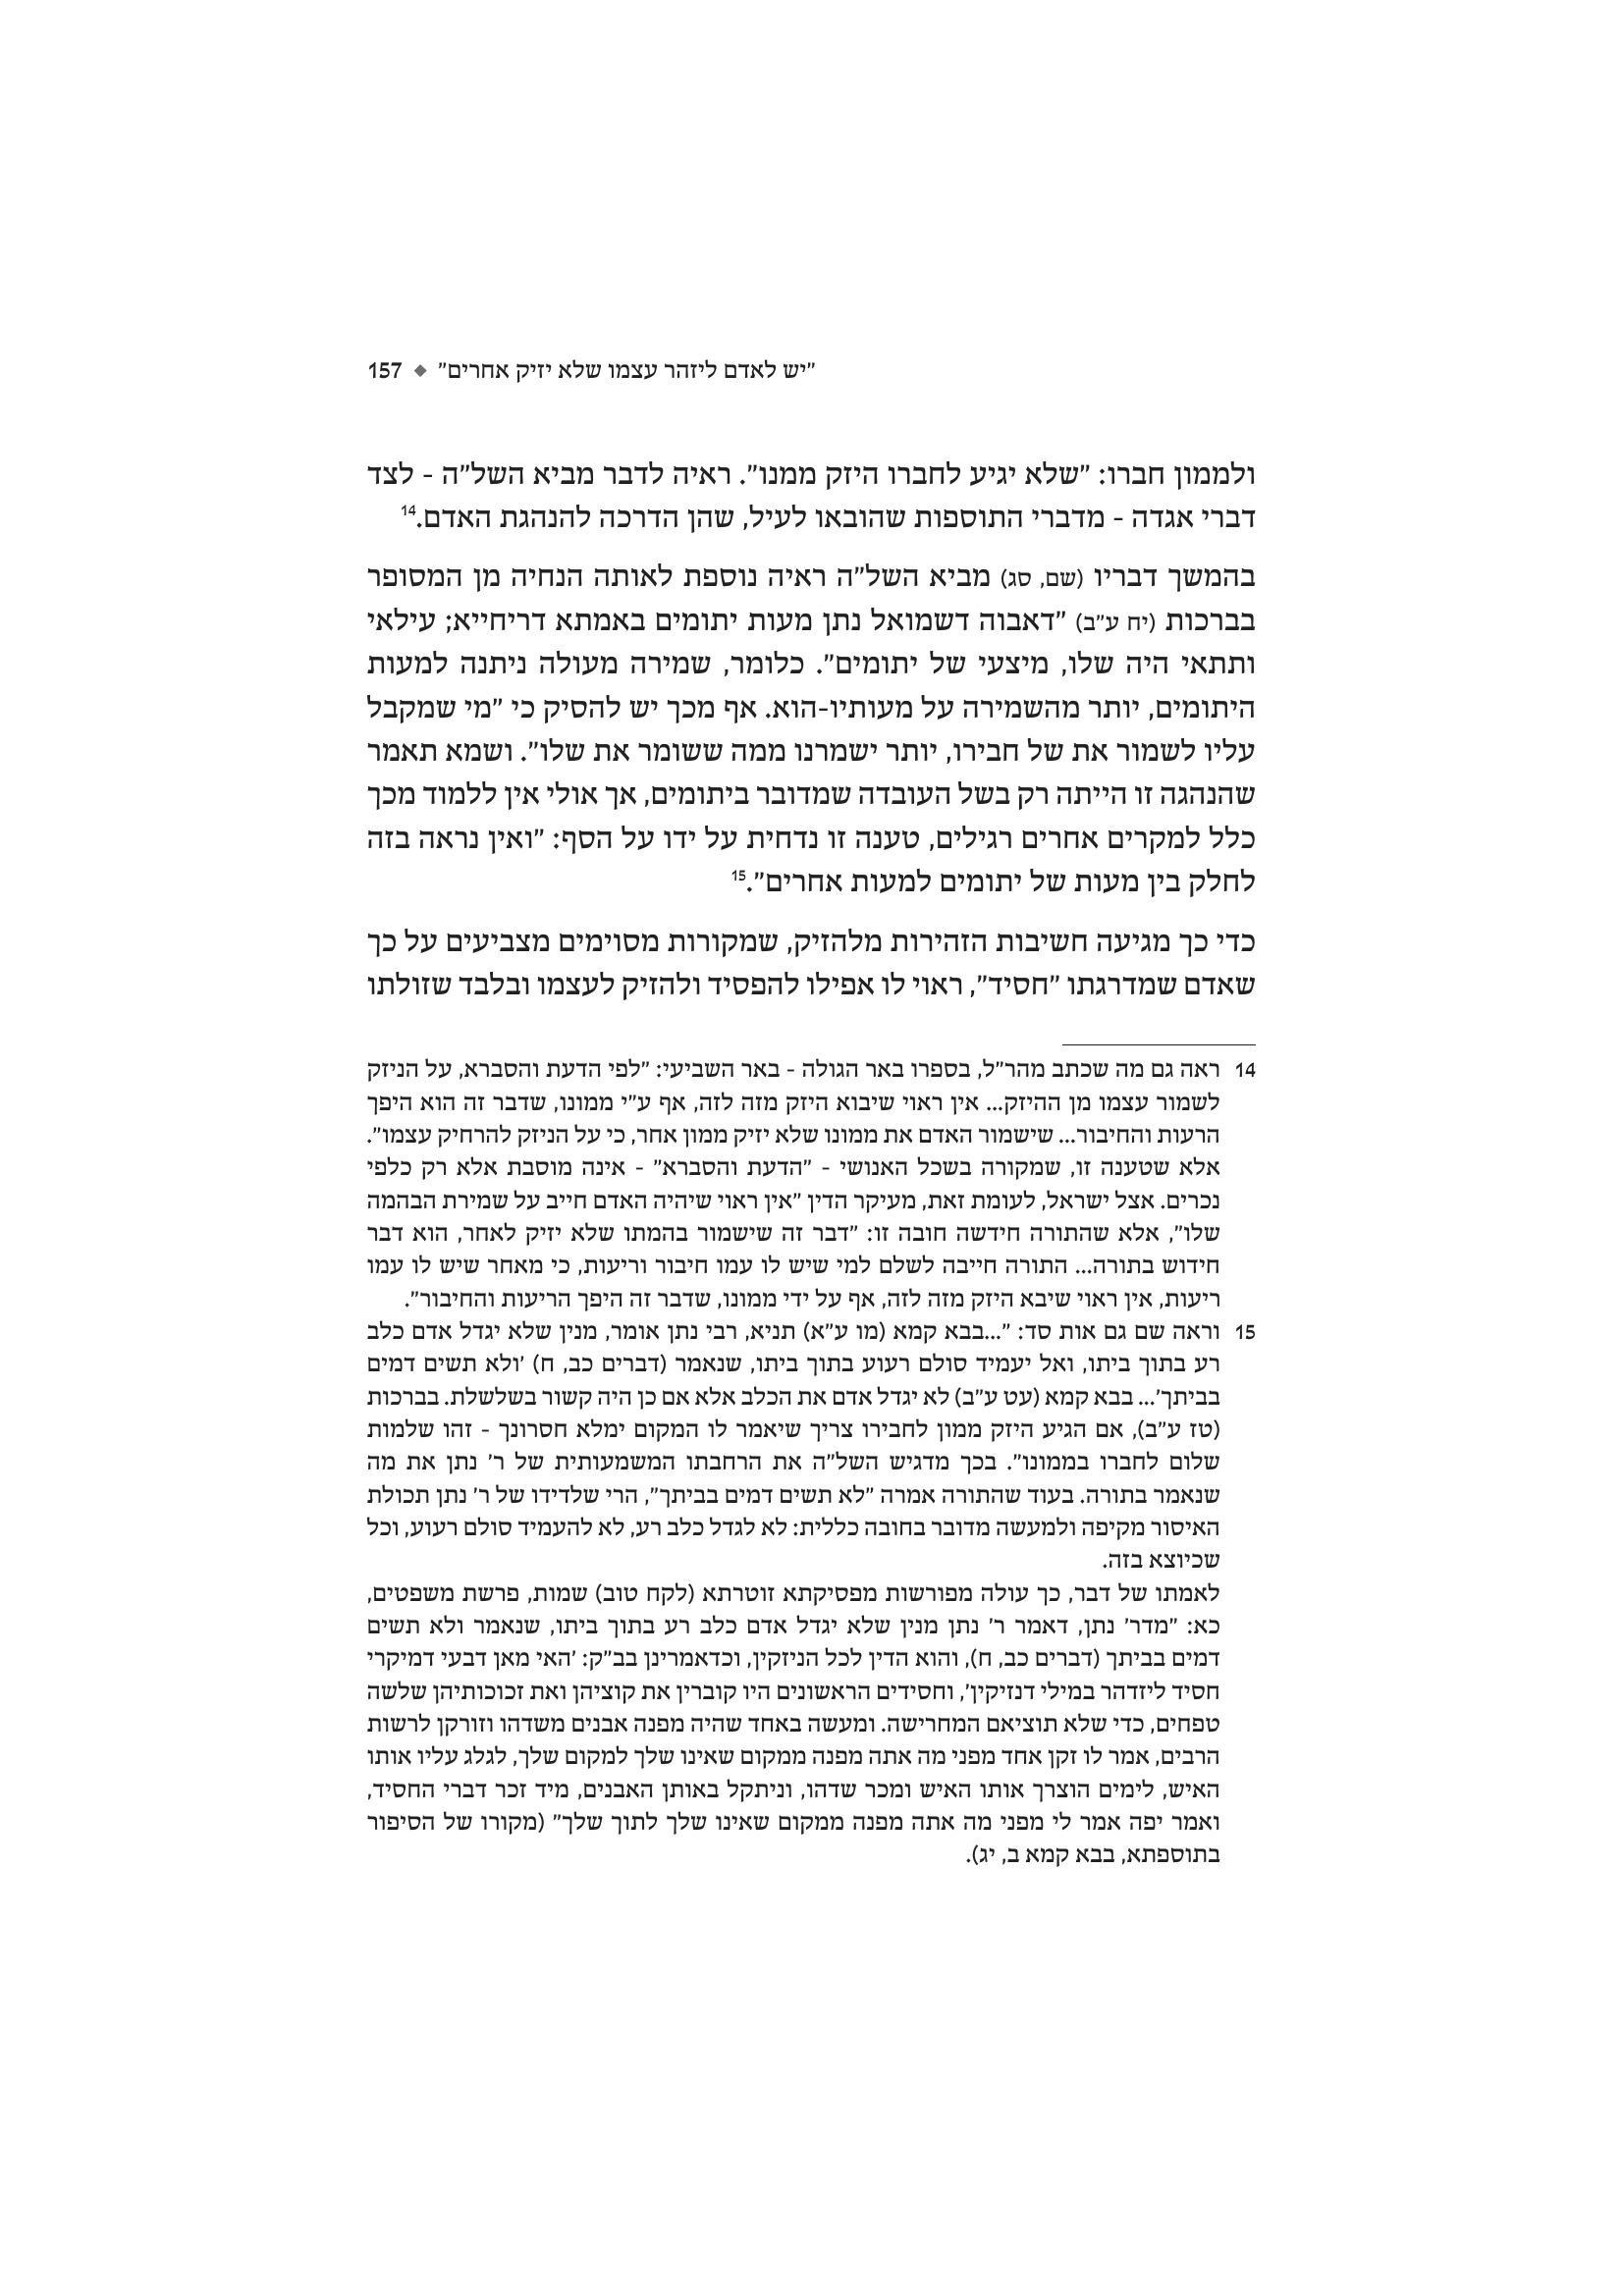 "יש לאדם ליזהר עצמו שלא יזיק אחרים" ◆ 157
ולממון חברו: "שלא יגיע לחברו היזק ממנו". ראיה לדבר מביא השל"ה - לצד
דברי אגדה - מדברי התוספות שהובאו לעיל, שהן הדרכה להנהגת האדם.14
בהמשך דבריו (שם, סג) מביא השל"ה ראיה נוספת לאותה הנחיה מן המסופר
בברכות (יח ע"ב) "דאבוה דשמואל נתן מעות יתומים באמתא דריחייא; עילאי
ותתאי היה שלו, מיצעי של יתומים". כלומר, שמירה מעולה ניתנה למעות
היתומים, יותר מהשמירה על מעותיו-הוא. אף מכך יש להסיק כי "מי שמקבל
עליו לשמור את של חבירו, יותר ישמרנו ממה ששומר את שלו". ושמא תאמר
שהנהגה זו הייתה רק בשל העובדה שמדובר ביתומים, אך אולי אין ללמוד מכך
כלל למקרים אחרים רגילים, טענה זו נדחית על ידו על הסף: "ואין נראה בזה
לחלק בין מעות של יתומים למעות אחרים".15
כדי כך מגיעה חשיבות הזהירות מלהזיק, שמקורות מסוימים מצביעים על כך
שאדם שמדרגתו "חסיד", ראוי לו אפילו להפסיד ולהזיק לעצמו ובלבד שזולתו
14 ראה גם מה שכתב מהר"ל, בספרו באר הגולה - באר השביעי: "לפי הדעת והסברא, על הניזק
לשמור עצמו מן ההיזק... אין ראוי שיבוא היזק מזה לזה, אף ע"י ממונו, שדבר זה הוא היפך
הרעות והחיבור... שישמור האדם את ממונו שלא יזיק ממון אחר, כי על הניזק להרחיק עצמו".
אלא שטענה זו, שמקורה בשכל האנושי - "הדעת והסברא" - אינה מוסבת אלא רק כלפי
נכרים. אצל ישראל, לעומת זאת, מעיקר הדין "אין ראוי שיהיה האדם חייב על שמירת הבהמה
שלו", אלא שהתורה חידשה חובה זו: "דבר זה שישמור בהמתו שלא יזיק לאחר, הוא דבר
חידוש בתורה... התורה חייבה לשלם למי שיש לו עמו חיבור וריעות, כי מאחר שיש לו עמו
ריעות, אין ראוי שיבא היזק מזה לזה, אף על ידי ממונו, שדבר זה היפך הריעות והחיבור".
15 וראה שם גם אות סד: "...בבא קמא (מו ע"א) תניא, רבי נתן אומר, מנין שלא יגדל אדם כלב
רע בתוך ביתו, ואל יעמיד סולם רעוע בתוך ביתו, שנאמר (דברים כב, ח) 'ולא תשים דמים
בביתך'... בבא קמא (עט ע"ב) לא יגדל אדם את הכלב אלא אם כן היה קשור בשלשלת. בברכות
(טז ע"ב), אם הגיע היזק ממון לחבירו צריך שיאמר לו המקום ימלא חסרונך - זהו שלמות
שלום לחברו בממונו". בכך מדגיש השל"ה את הרחבתו המשמעותית של ר' נתן את מה
שנאמר בתורה. בעוד שהתורה אמרה "לא תשים דמים בביתך", הרי שלדידו של ר' נתן תכולת
האיסור מקיפה ולמעשה מדובר בחובה כללית: לא לגדל כלב רע, לא להעמיד סולם רעוע, וכל
שכיוצא בזה.
לאמתו של דבר, כך עולה מפורשות מפסיקתא זוטרתא (לקח טוב) שמות, פרשת משפטים,
כא: "מדר' נתן, דאמר ר' נתן מנין שלא יגדל אדם כלב רע בתוך ביתו, שנאמר ולא תשים
דמים בביתך (דברים כב, ח), והוא הדין לכל הניזקין, וכדאמרינן בב"ק: 'האי מאן דבעי דמיקרי
חסיד ליזדהר במילי דנזיקין', וחסידים הראשונים היו קוברין את קוציהן ואת זכוכותיהן שלשה
טפחים, כדי שלא תוציאם המחרישה. ומעשה באחד שהיה מפנה אבנים משדהו וזורקן לרשות
הרבים, אמר לו זקן אחד מפני מה אתה מפנה ממקום שאינו שלך למקום שלך, לגלג עליו אותו
האיש, לימים הוצרך אותו האיש ומכר שדהו, וניתקל באותן האבנים, מיד זכר דברי החסיד,
ואמר יפה אמר לי מפני מה אתה מפנה ממקום שאינו שלך לתוך שלך" (מקורו של הסיפור
בתוספתא, בבא קמא ב, יג).